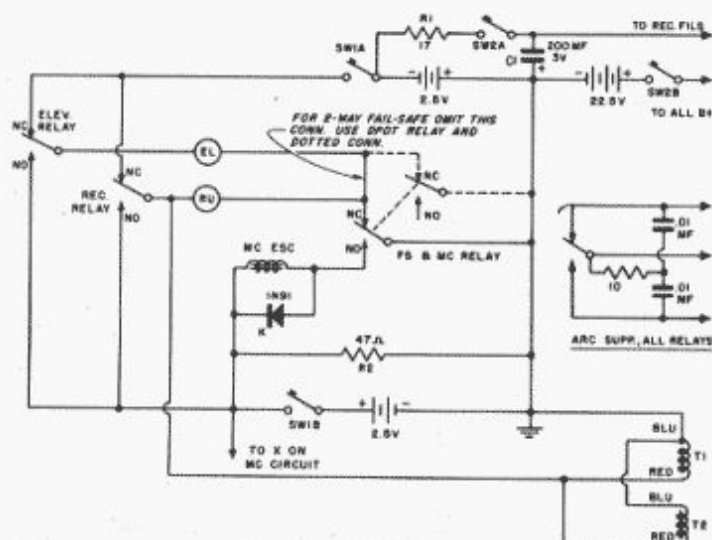 R1
17
SW2A
TO REC. FILS
200MF
3V
C1
+
SW1A
- +
2.5V
- +
22.5V
SW2B
TO ALL B+
NC
ELEV. RELAY
NO
EL
FOR 2-WAY FAIL-SAFE OMIT THIS
CONN. USE DPDT RELAY AND
DOTTED CONN.
NC
NO
NC
REC. RELAY
NO
RU
NC
NO
FS & MC RELAY
MC ESC
1N91
K
47Ω
R2
.01
MF
10
.01
MF
ARC SUPP., ALL RELAYS
SW1B
+ -
2.5V
TO X ON
MC CIRCUIT
BLU
T1
RED
BLU
T2
RED